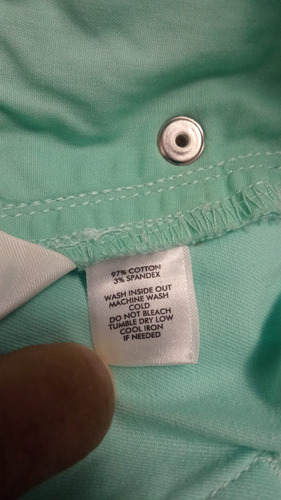 97% COTTON
3% SPANDEX
WASH INSIDE OUT
MACHINE WASH
COLD
DO NOT BLEACH
TUMBLE DRY LOW
COOL IRON
IF NEEDED